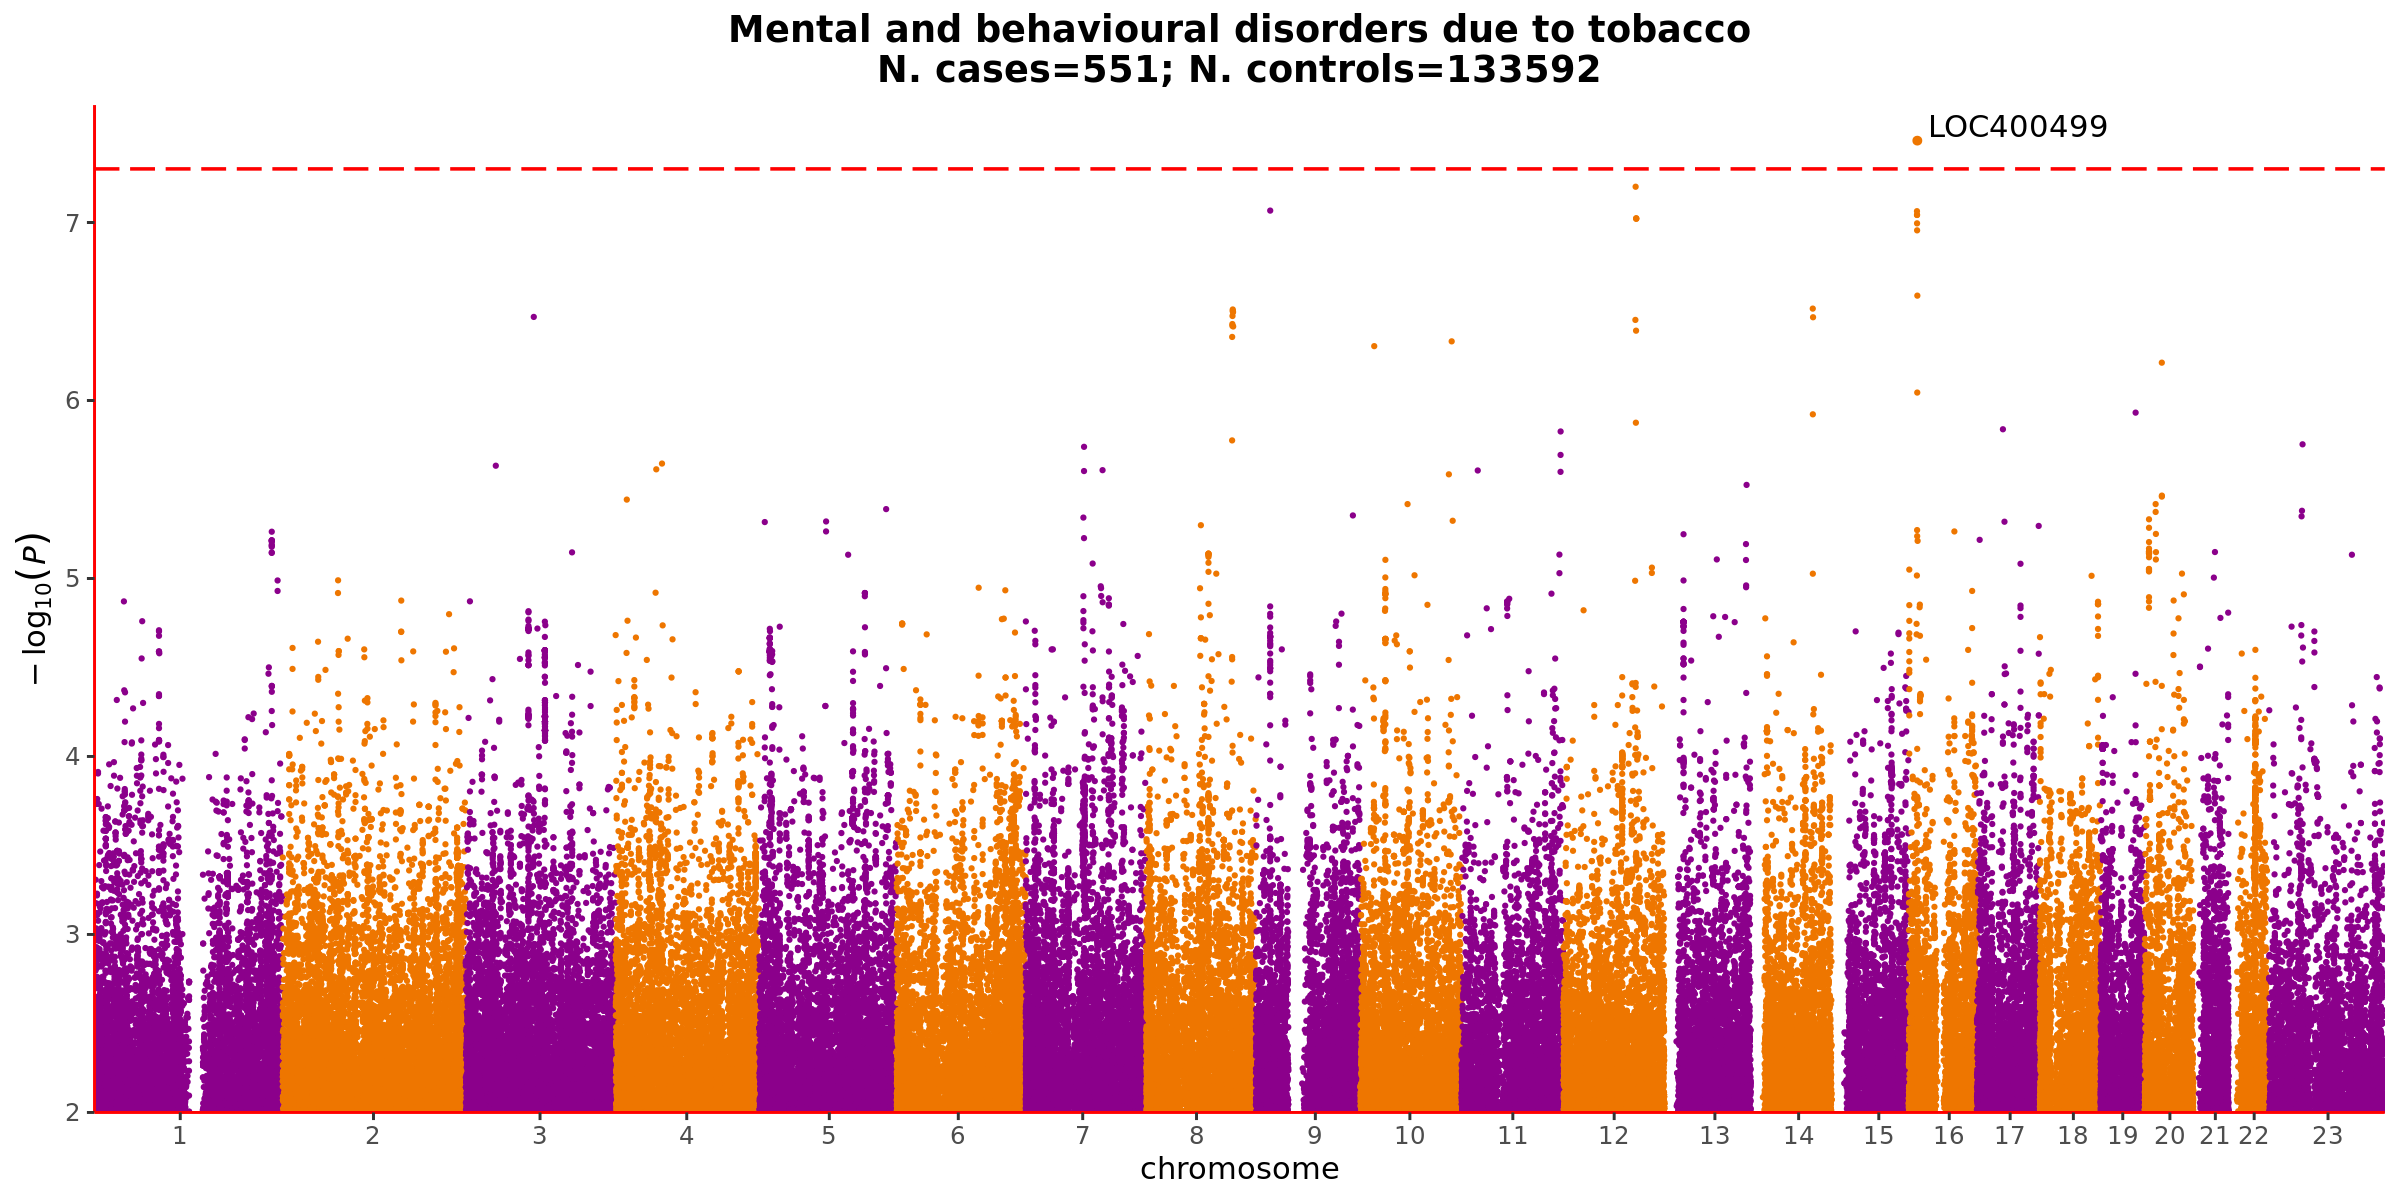 Mental and behavioural disorders due to tobacco
N. cases=551; N. controls=133592
LOC400499
7
6
5
4
3
2
− log10(P)
1 2 3 4 5 6 7 8 9 10 11 12 13 14 15 16 17 18 19 20 21 22 23
chromosome